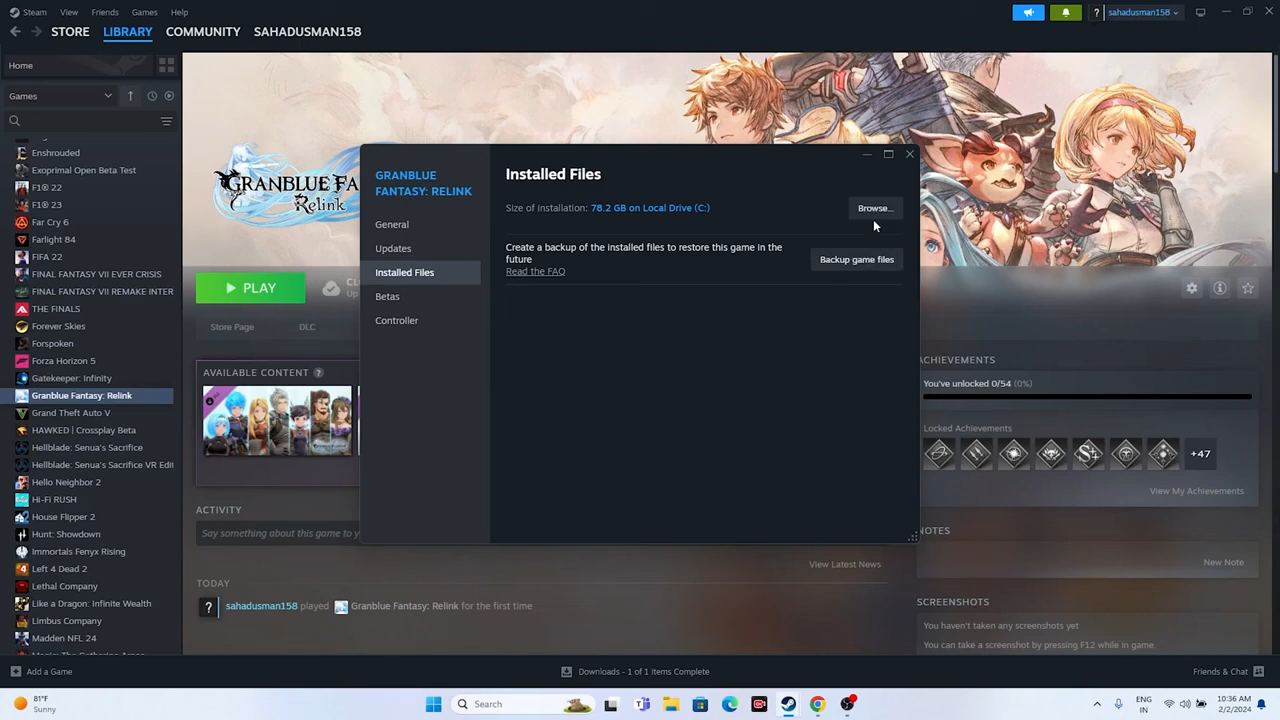 Steam View Friends Games Help
sahadusman158
STORE LIBRARY COMMUNITY SAHADUSMAN158
Home
Games
Enshrouded
Exoprimal Open Beta Test
F1® 22
F1® 23
Far Cry 6
Farlight 84
FIFA 22
FINAL FANTASY VII EVER CRISIS
FINAL FANTASY VII REMAKE INTER
THE FINALS
Forever Skies
Forspoken
Forza Horizon 5
Gatekeeper: Infinity
Granblue Fantasy: Relink
Grand Theft Auto V
HAWKED | Crossplay Beta
Hellblade: Senua's Sacrifice
Hellblade: Senua's Sacrifice VR Edit
Hello Neighbor 2
Hi-Fi RUSH
House Flipper 2
Hunt: Showdown
Immortals Fenyx Rising
Left 4 Dead 2
Lethal Company
Like a Dragon: Infinite Wealth
Limbus Company
Madden NFL 24
GRANBLUE FA
Relink
PLAY
CL
Up
Store Page DLC
AVAILABLE CONTENT ?
ACTIVITY
Say something about this game to y
TODAY
? sahadusman158 played Granblue Fantasy: Relink for the first time
GRANBLUE
FANTASY: RELINK
General
Updates
Installed Files
Betas
Controller
Installed Files
Size of installation: 78.2 GB on Local Drive (C:)
Browse...
Create a backup of the installed files to restore this game in the
future
Read the FAQ
Backup game files
View Latest News
ACHIEVEMENTS
You've unlocked 0/54 (0%)
Locked Achievements
+47
View My Achievements
NOTES
New Note
SCREENSHOTS
You haven't taken any screenshots yet
You can take a screenshot by pressing F12 while in game.
Add a Game
Downloads - 1 of 1 Items Complete
Friends & Chat
81°F
Sunny
Search
ENG
IN
10:36 AM
2/2/2024